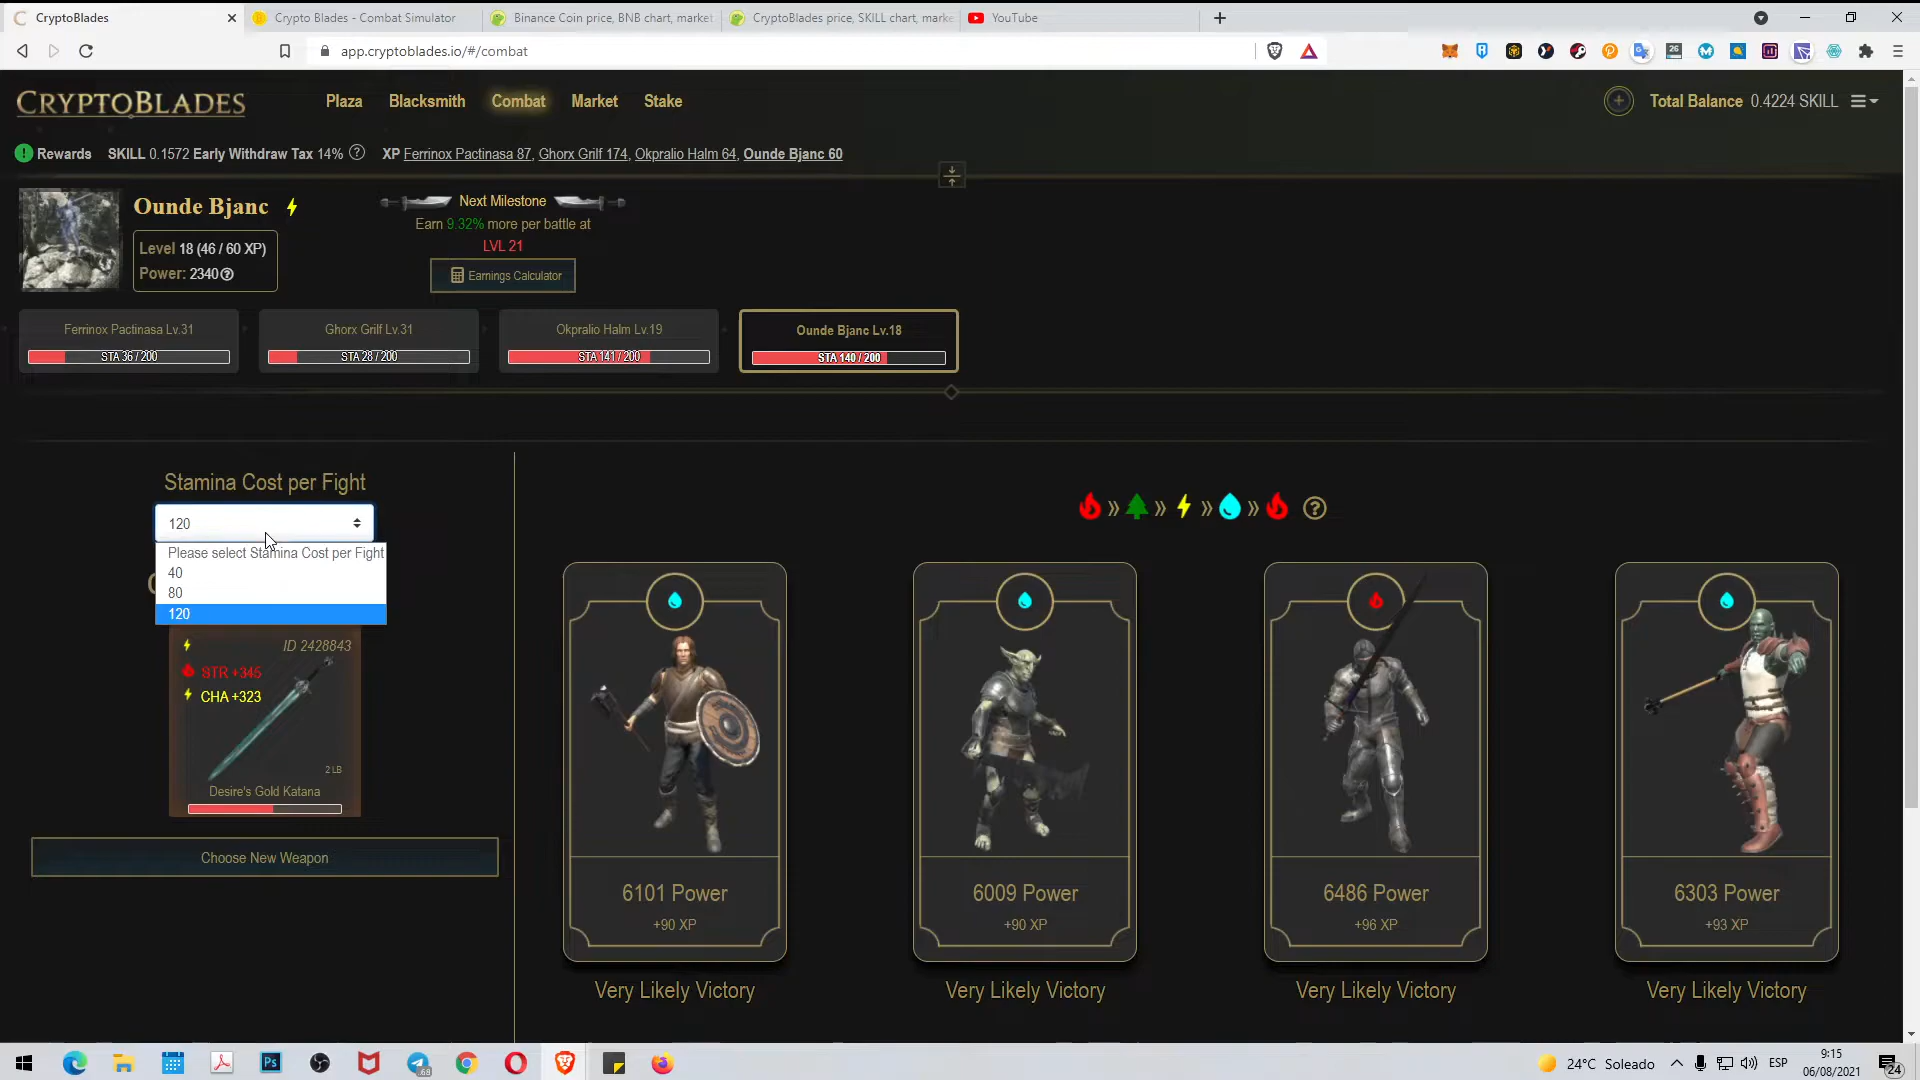 CryptoBlades
Crypto Blades - Combat Simulator
Binance Coin price, BNB chart, market
CryptoBlades price, SKILL chart, marke
YouTube
app.cryptoblades.io/#/combat
26
CRYPTOBLADES
Plaza
Blacksmith
Combat
Market
Stake
Total Balance 0.4224 SKILL
Rewards SKILL 0.1572 Early Withdraw Tax 14% XP Ferrinox Pactinasa 87, Ghorx Grilf 174, Okpralio Halm 64, Ounde Bjanc 60
Ounde Bjanc
Level 18 (46 / 60 XP)
Power: 2340
Next Milestone
Earn 9.32% more per battle at
LVL 21
Earnings Calculator
Ferrinox Pactinasa Lv.31
STA 36 / 200
Ghorx Grilf Lv.31
STA 28 / 200
Okpralio Halm Lv.19
STA 141 / 200
Ounde Bjanc Lv.18
STA 140 / 200
Stamina Cost per Fight
120
Please select Stamina Cost per Fight
40
80
120
ID 2428843
STR +345
CHA +323
2 LB
Desire's Gold Katana
Choose New Weapon
6101 Power
+90 XP
Very Likely Victory
6009 Power
+90 XP
Very Likely Victory
6486 Power
+96 XP
Very Likely Victory
6303 Power
+93 XP
Very Likely Victory
Ps
68
24°C Soleado
ESP
9:15
06/08/2021
24